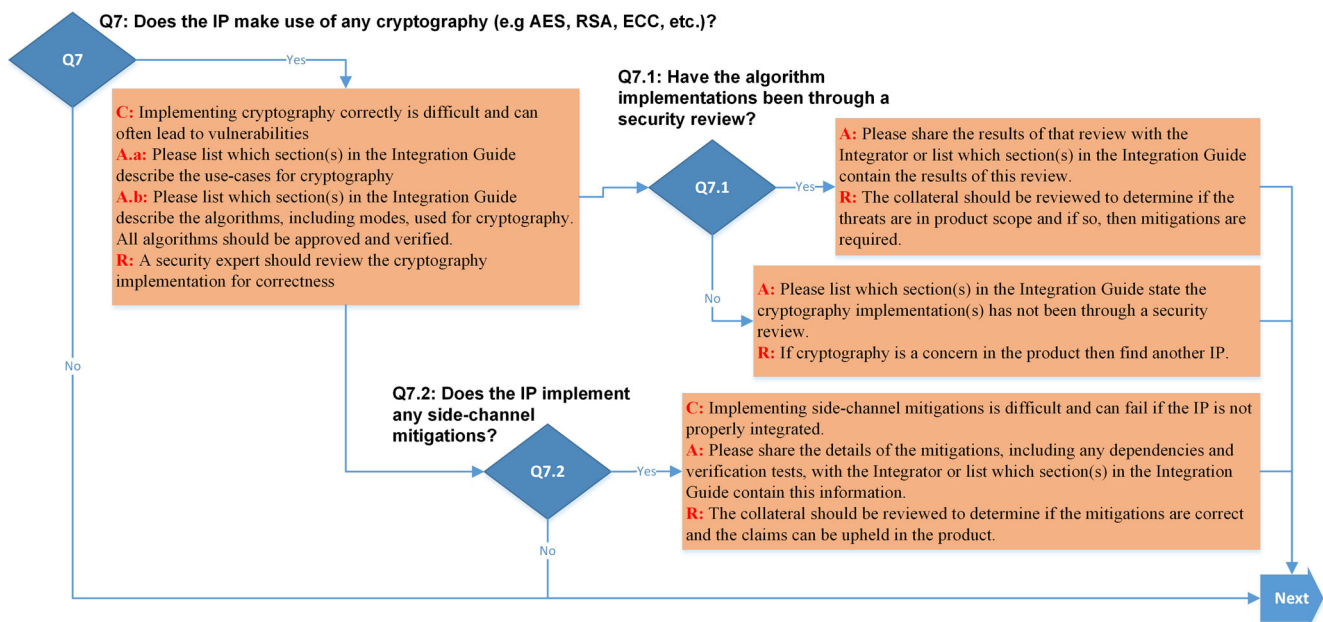 Q7: Does the IP make use of any cryptography (e.g AES, RSA, ECC, etc.)?
Q7
Yes
C: Implementing cryptography correctly is difficult and can
often lead to vulnerabilities
A.a: Please list which section(s) in the Integration Guide
describe the use-cases for cryptography
A.b: Please list which section(s) in the Integration Guide
describe the algorithms, including modes, used for cryptography.
All algorithms should be approved and verified.
R: A security expert should review the cryptography
implementation for correctness
Q7.1: Have the algorithm
implementations been through a
security review?
Q7.1
Yes
A: Please share the results of that review with the
Integrator or list which section(s) in the Integration Guide
contain the results of this review.
R: The collateral should be reviewed to determine if the
threats are in product scope and if so, then mitigations are
required.
No
A: Please list which section(s) in the Integration Guide state the
cryptography implementation(s) has not been through a security
review.
R: If cryptography is a concern in the product then find another IP.
No
Q7.2: Does the IP implement
any side-channel
mitigations?
Q7.2
Yes
C: Implementing side-channel mitigations is difficult and can fail if the IP is not
properly integrated.
A: Please share the details of the mitigations, including any dependencies and
verification tests, with the Integrator or list which section(s) in the Integration
Guide contain this information.
R: The collateral should be reviewed to determine if the mitigations are correct
and the claims can be upheld in the product.
No
Next